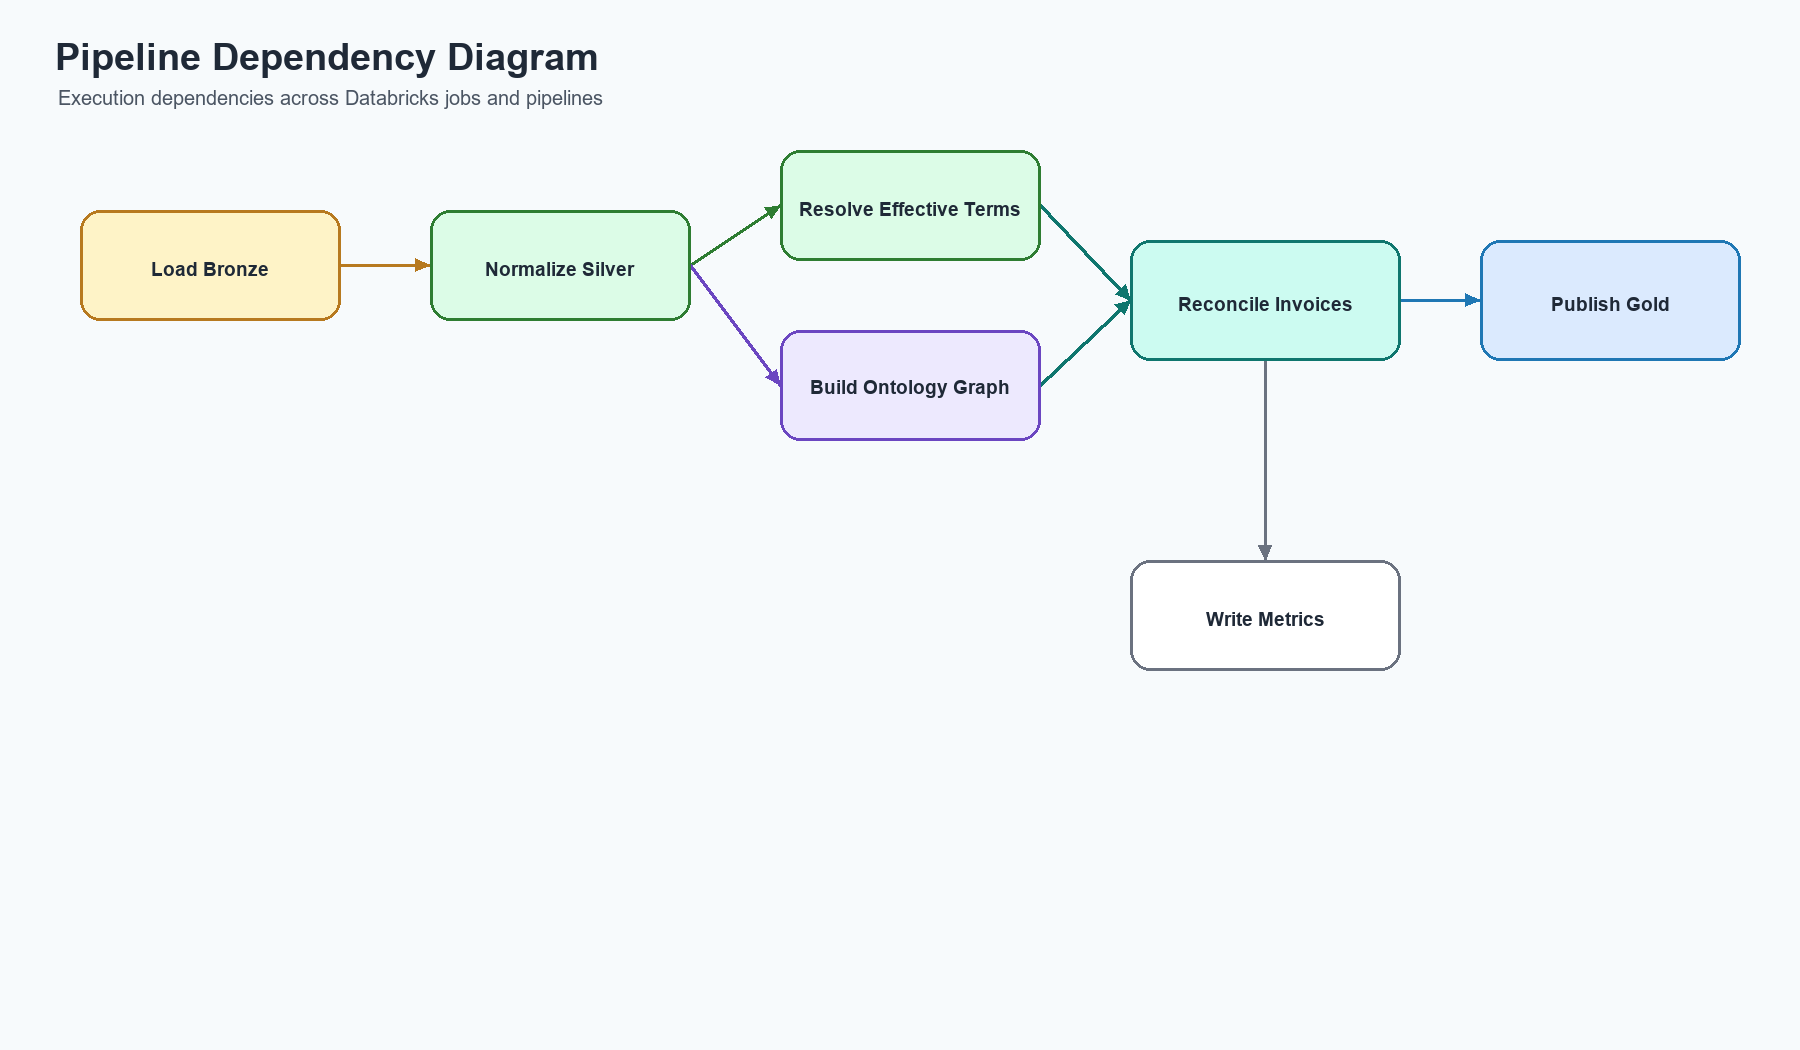 Pipeline Dependency Diagram
Execution dependencies across Databricks jobs and pipelines
Load Bronze
Normalize Silver
Resolve Effective Terms
Build Ontology Graph
Reconcile Invoices
Publish Gold
Write Metrics